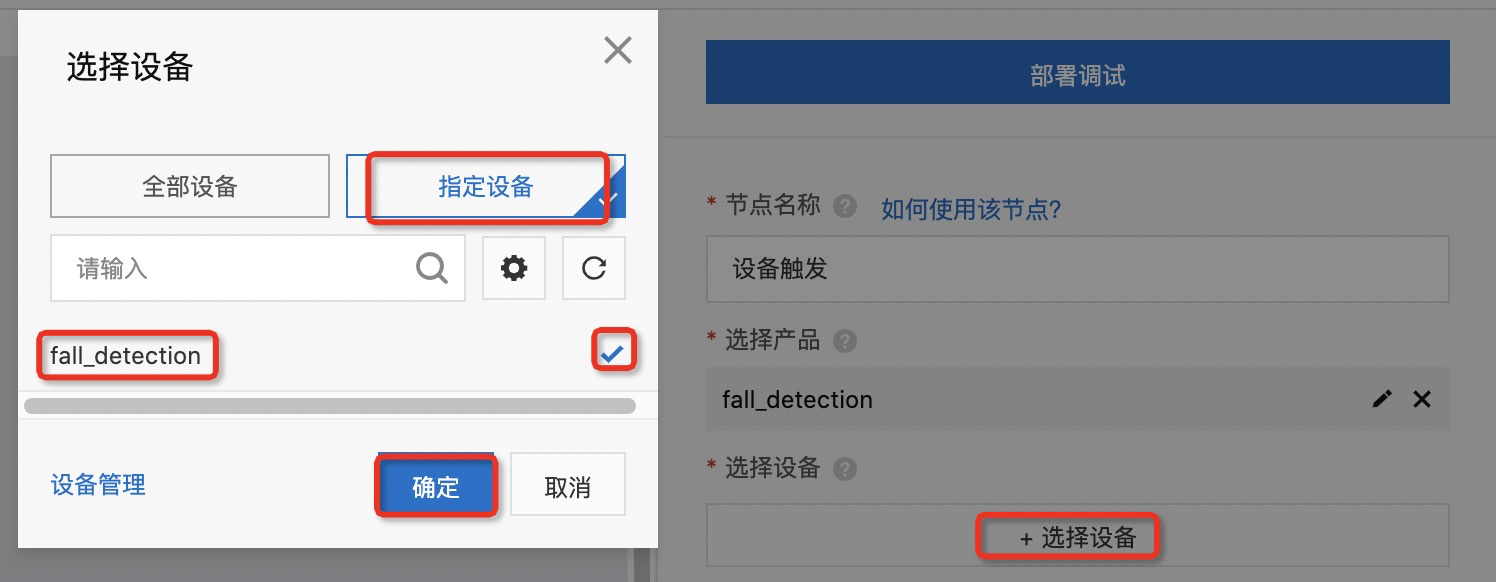 选择设备
全部设备
指定设备
请输入
fall_detection
设备管理
确定
取消
部署调试
* 节点名称 ? 如何使用该节点?
设备触发
* 选择产品 ?
fall_detection
* 选择设备 ?
+ 选择设备